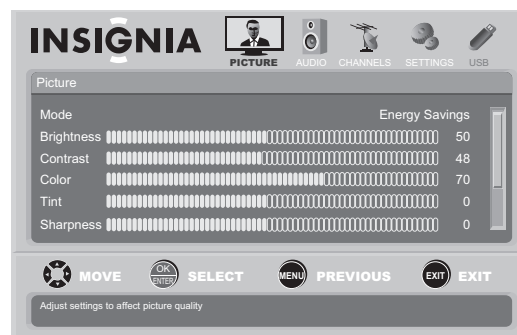 INSIGNIA
PICTURE AUDIO CHANNELS SETTINGS USB
Picture
Mode Energy Savings
Brightness 50
Contrast 48
Color 70
Tint 0
Sharpness 0
MOVE OK ENTER SELECT MENU PREVIOUS EXIT EXIT
Adjust settings to affect picture quality